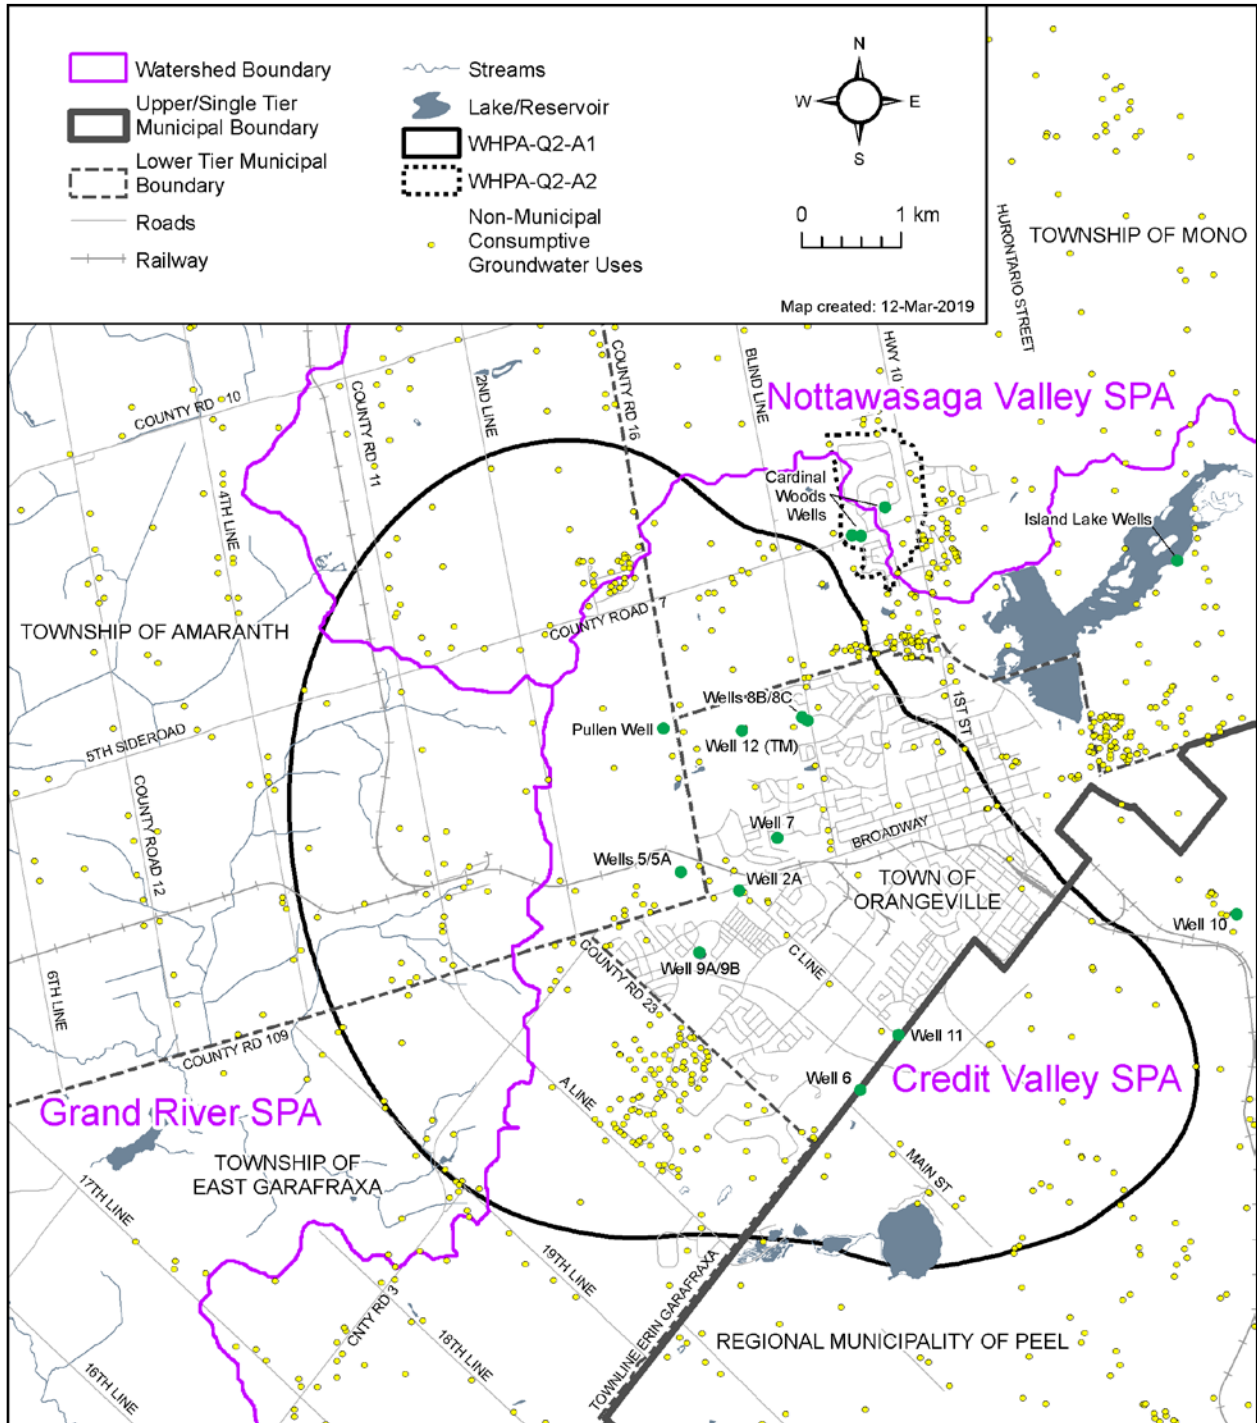 Watershed Boundary
Upper/Single Tier
Municipal Boundary
Lower Tier Municipal
Boundary
Roads
Railway
Streams
Lake/Reservoir
WHPA-Q2-A1
WHPA-Q2-A2
Non-Municipal
Consumptive
Groundwater Uses
N
W
E
S
0
1 km
Map created: 12-Mar-2019
HURONTARIO STREET
TOWNSHIP OF MONO
COUNTY RD 10
COUNTY RD 11
2ND LINE
COUNTY RD 16
BLIND LINE
HWY 10
Nottawasaga Valley SPA
4TH LINE
Cardinal
Woods
Wells
Island Lake Wells
TOWNSHIP OF AMARANTH
COUNTY ROAD 7
5TH SIDEROAD
Wells 8B/8C
1ST ST
Pullen Well
Well 12 (TM)
COUNTY ROAD 12
Well 7
BROADWAY
Wells 5/5A
Well 2A
TOWN OF
ORANGEVILLE
Well 10
6TH LINE
Well 9A/9B
C LINE
COUNTY RD 23
COUNTY RD 109
Well 11
Well 6
Credit Valley SPA
A LINE
Grand River SPA
TOWNSHIP OF
EAST GARAFRAXA
MAIN ST
17TH LINE
19TH LINE
CNTY RD 3
TOWNLINE ERIN GARAFRAXA
18TH LINE
REGIONAL MUNICIPALITY OF PEEL
16TH LINE